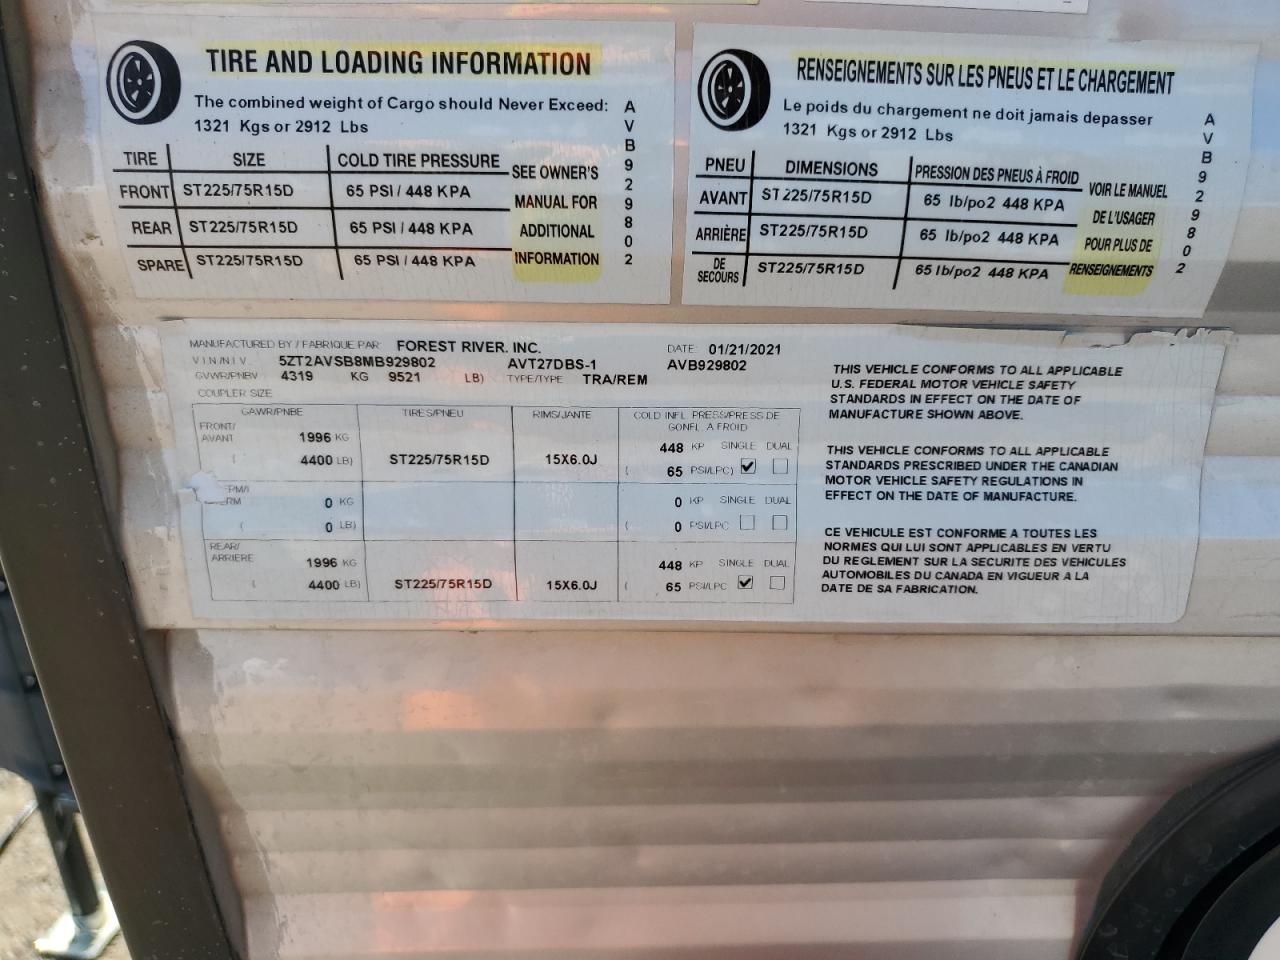 TIRE AND LOADING INFORMATION
The combined weight of Cargo should Never Exceed:
1321 Kgs or 2912 Lbs
TIRE SIZE COLD TIRE PRESSURE
FRONT ST225/75R15D 65 PSI / 448 KPA
REAR ST225/75R15D 65 PSI / 448 KPA
SPARE ST225/75R15D 65 PSI / 448 KPA
SEE OWNER'S
MANUAL FOR
ADDITIONAL
INFORMATION
AVB929802
RENSEIGNEMENTS SUR LES PNEUS ET LE CHARGEMENT
Le poids du chargement ne doit jamais depasser
1321 Kgs or 2912 Lbs
PNEU DIMENSIONS PRESSION DES PNEUS À FROID
AVANT ST225/75R15D 65 lb/po2 448 KPA
ARRIÈRE ST225/75R15D 65 lb/po2 448 KPA
DE SECOURS ST225/75R15D 65 lb/po2 448 KPA
VOIR LE MANUEL
DE L'USAGER
POUR PLUS DE
RENSEIGNEMENTS
AVB929802
MANUFACTURED BY / FABRIQUE PAR FOREST RIVER, INC. DATE: 01/21/2021
V.I.N./N.I.V. 5ZT2AVSB8MB929802 AVT27DBS-1 AVB929802
GVWR/PNBV 4319 KG 9521 LB) TYPE/TYPE TRA/REM
COUPLER SIZE
GAWR/PNBE TIRES/PNEU RIMS/JANTE COLD INFL. PRESS/PRESS DE
GONFL. A FROID
FRONT/
AVANT 1996 KG 448 KP SINGLE DUAL
( 4400 LB) ST225/75R15D 15X6.0J ( 65 PSI/LPC)
0 KG 0 KP SINGLE DUAL
( 0 LB) ( 0 PSI/LPC
REAR/
ARRIERE 1996 KG 448 KP SINGLE DUAL
( 4400 LB) ST225/75R15D 15X6.0J ( 65 PSI/LPC
THIS VEHICLE CONFORMS TO ALL APPLICABLE
U.S. FEDERAL MOTOR VEHICLE SAFETY
STANDARDS IN EFFECT ON THE DATE OF
MANUFACTURE SHOWN ABOVE.
THIS VEHICLE CONFORMS TO ALL APPLICABLE
STANDARDS PRESCRIBED UNDER THE CANADIAN
MOTOR VEHICLE SAFETY REGULATIONS IN
EFFECT ON THE DATE OF MANUFACTURE.
CE VEHICULE EST CONFORME A TOUTES LES
NORMES QUI LUI SONT APPLICABLES EN VERTU
DU REGLEMENT SUR LA SECURITE DES VEHICULES
AUTOMOBILES DU CANADA EN VIGUEUR A LA
DATE DE SA FABRICATION.